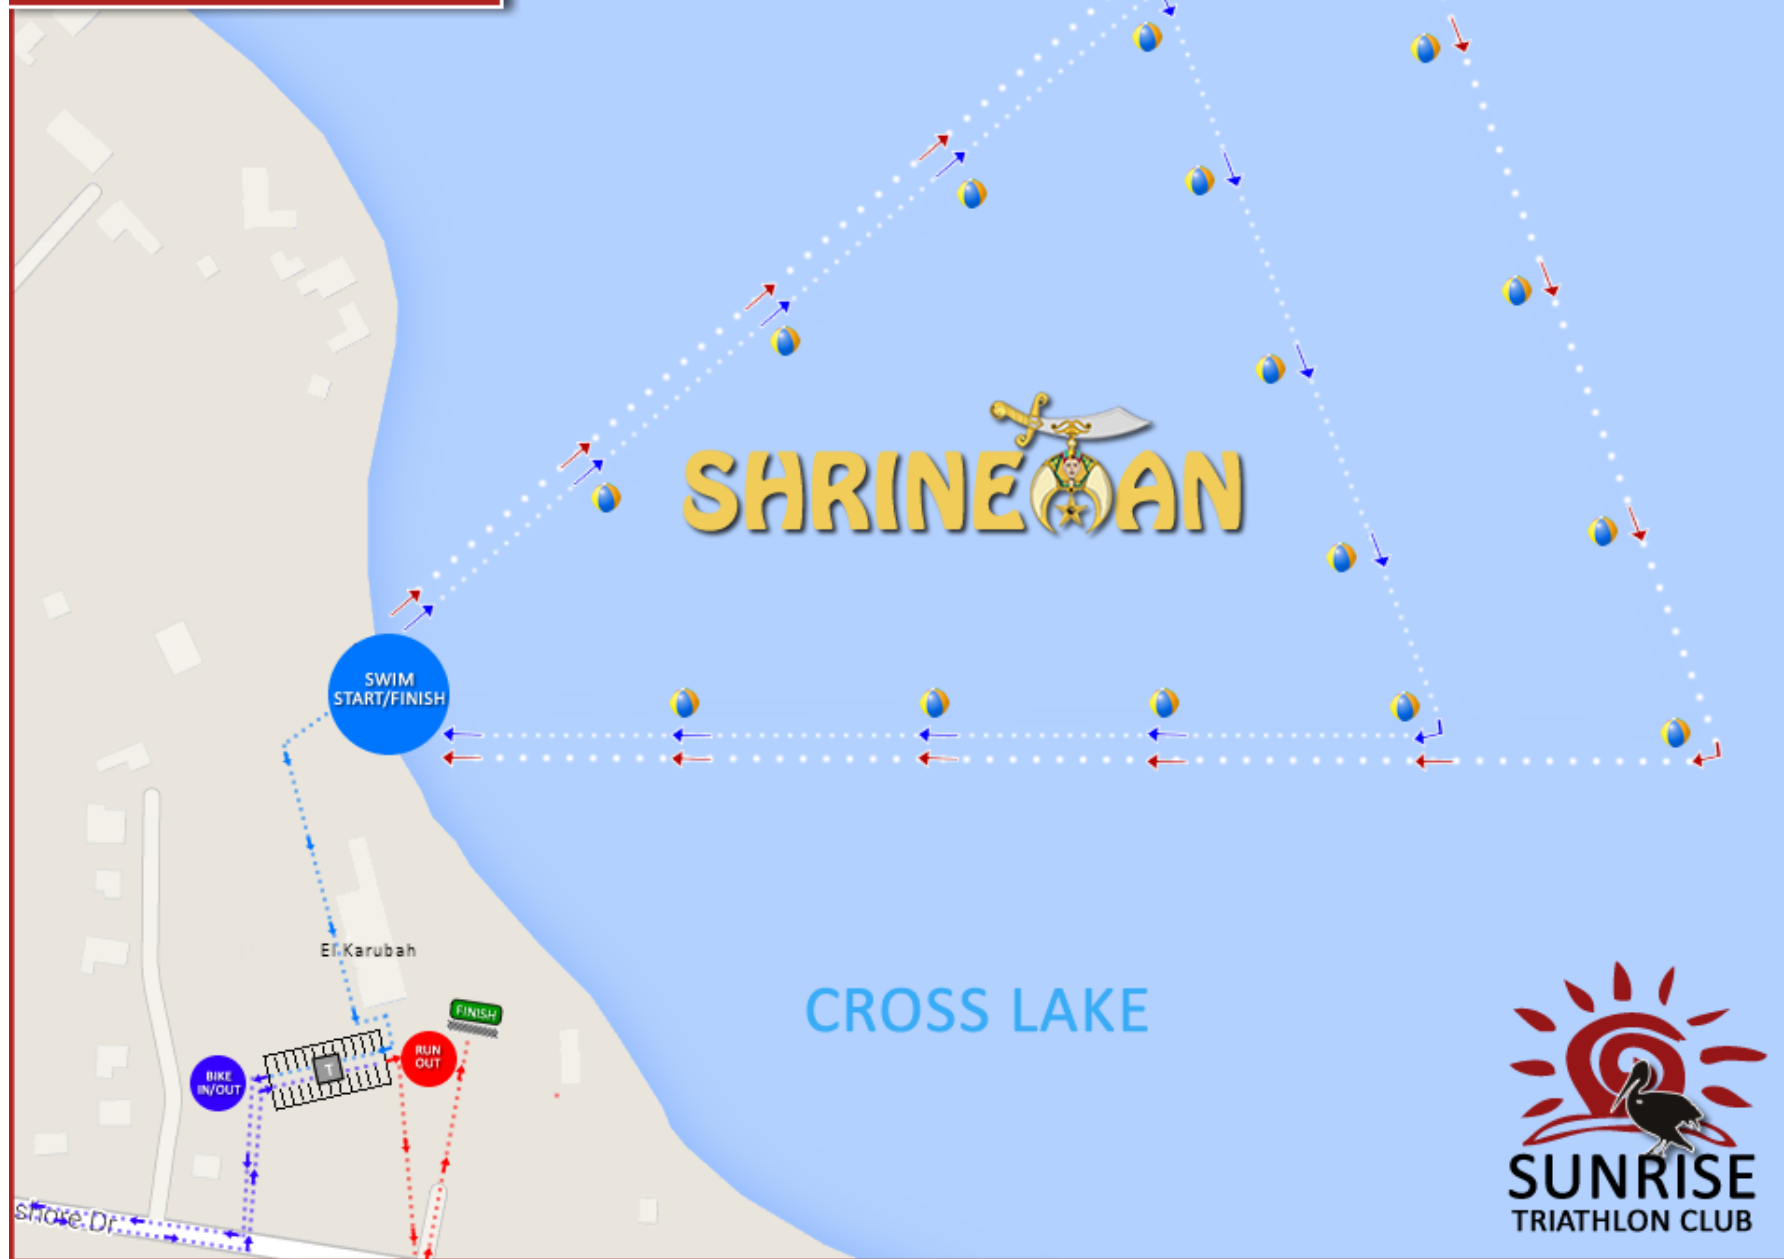 SHRINEMAN
SWIM
START/FINISH
El Karubah
CROSS LAKE
FINISH
RUN
OUT
BIKE
IN/OUT
T
shore Dr
SUNRISE
TRIATHLON CLUB